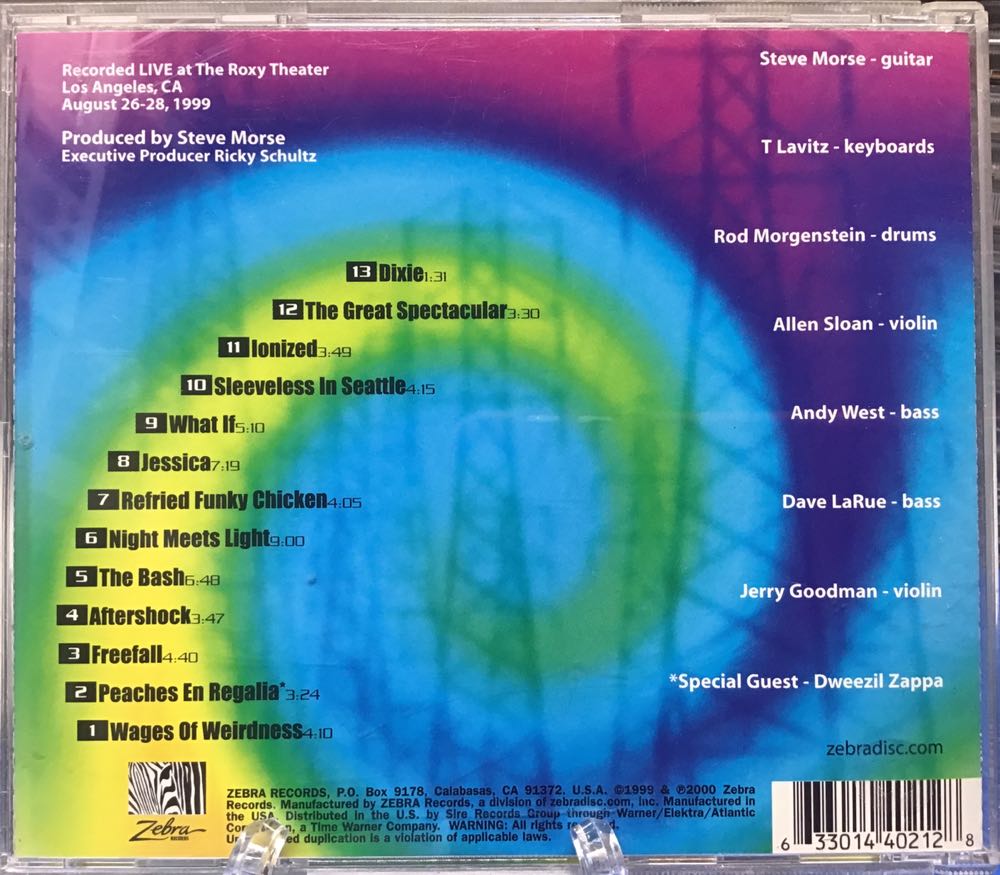 Recorded LIVE at The Roxy Theater
Los Angeles, CA
August 26-28, 1999
Produced by Steve Morse
Executive Producer Ricky Schultz
13 Dixie 1:31
12 The Great Spectacular 3:30
11 Ionized 3:49
10 Sleeveless In Seattle 4:15
9 What If 5:10
8 Jessica 7:19
7 Refried Funky Chicken 4:05
6 Night Meets Light 9:00
5 The Bash 6:48
4 Aftershock 3:47
3 Freefall 4:40
2 Peaches En Regalia* 3:24
1 Wages Of Weirdness 4:10
Steve Morse - guitar
T Lavitz - keyboards
Rod Morgenstein - drums
Allen Sloan - violin
Andy West - bass
Dave LaRue - bass
Jerry Goodman - violin
*Special Guest - Dweezil Zappa
zebradisc.com
Zebra
RECORDS
ZEBRA RECORDS, P.O. Box 9178, Calabasas, CA 91372. U.S.A. ©1999 & ℗2000 Zebra
Records. Manufactured by ZEBRA Records, a division of zebradisc.com, Inc. Manufactured in
the USA. Distributed in the U.S. by Sire Records Group through Warner/Elektra/Atlantic
a Time Warner Company. WARNING: All rights
duplication is a violation of applicable laws.
6 33014 40212 8